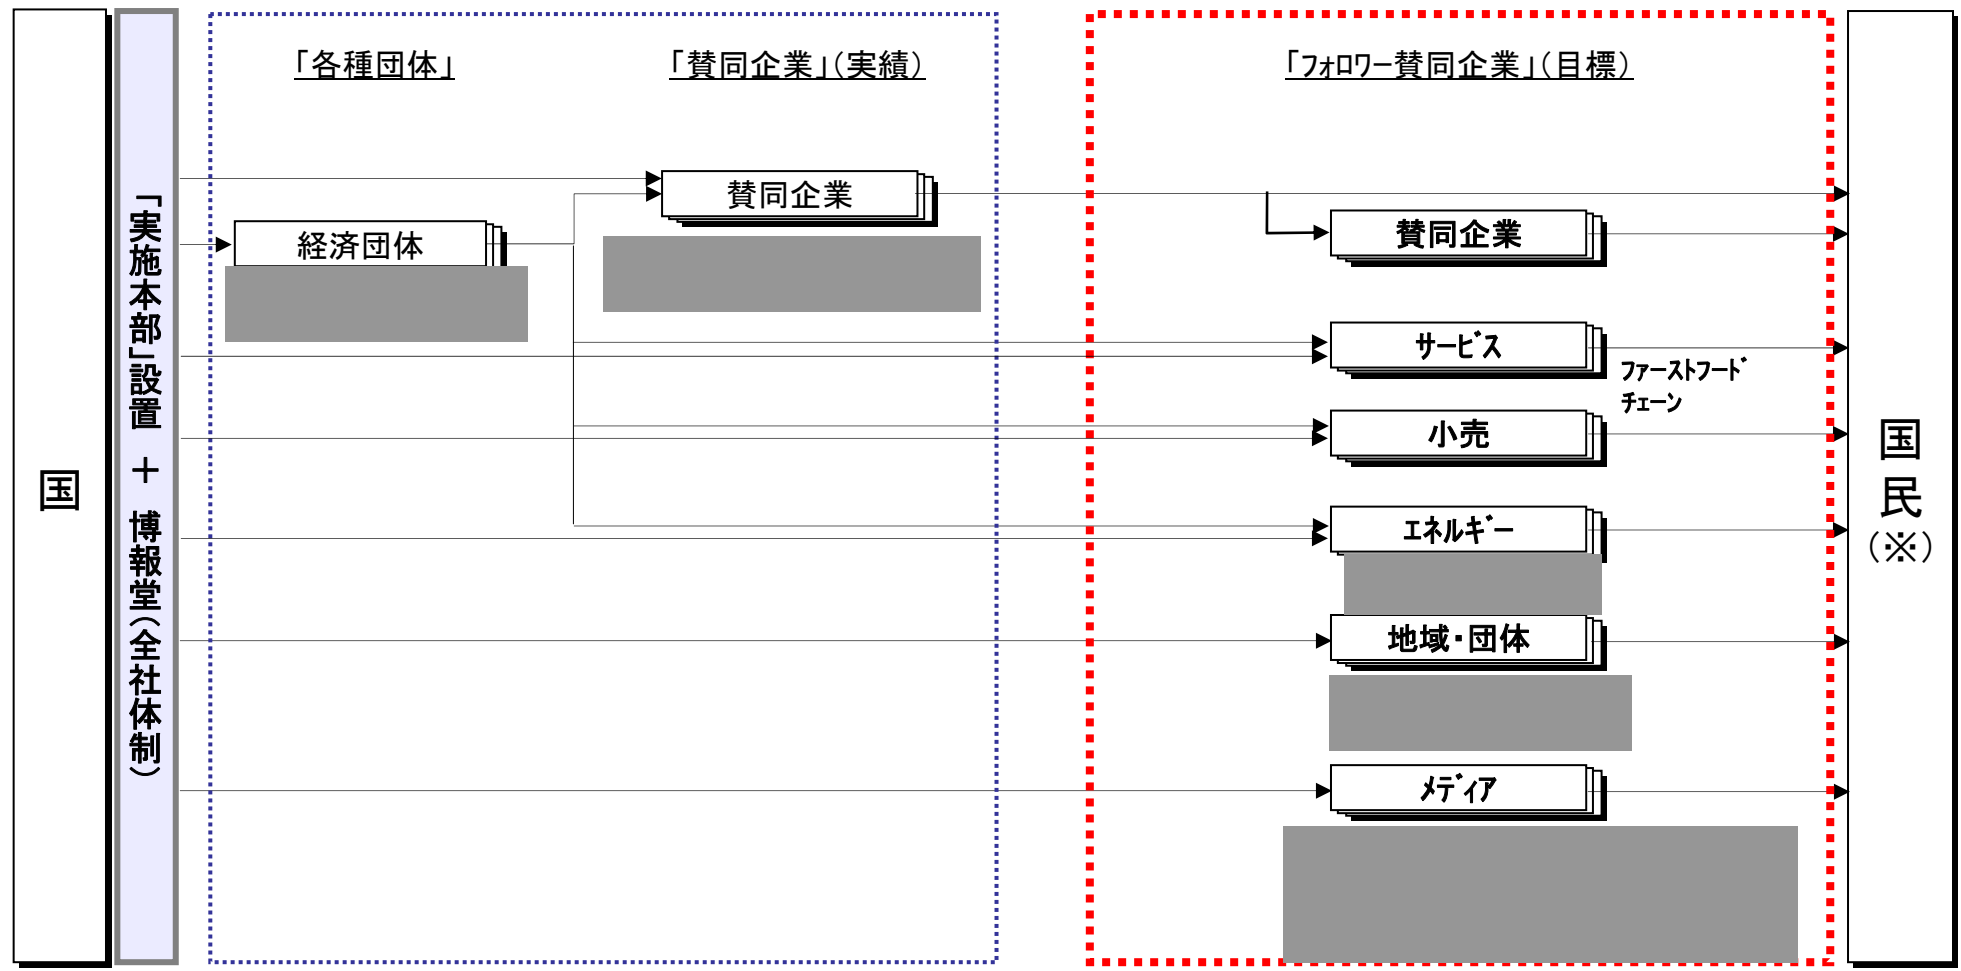 国
「実施本部」設置 ＋ 博報堂（全社体制）
「各種団体」
「賛同企業」（実績）
「ﾌｫﾛﾜｰ賛同企業」（目標）
経済団体
賛同企業
賛同企業
ｻｰﾋﾞｽ
ﾌｧｰｽﾄﾌｰﾄﾞ
ﾁｪｰﾝ
小売
ｴﾈﾙｷﾞｰ
地域・団体
ﾒﾃﾞｨｱ
国民
（※）